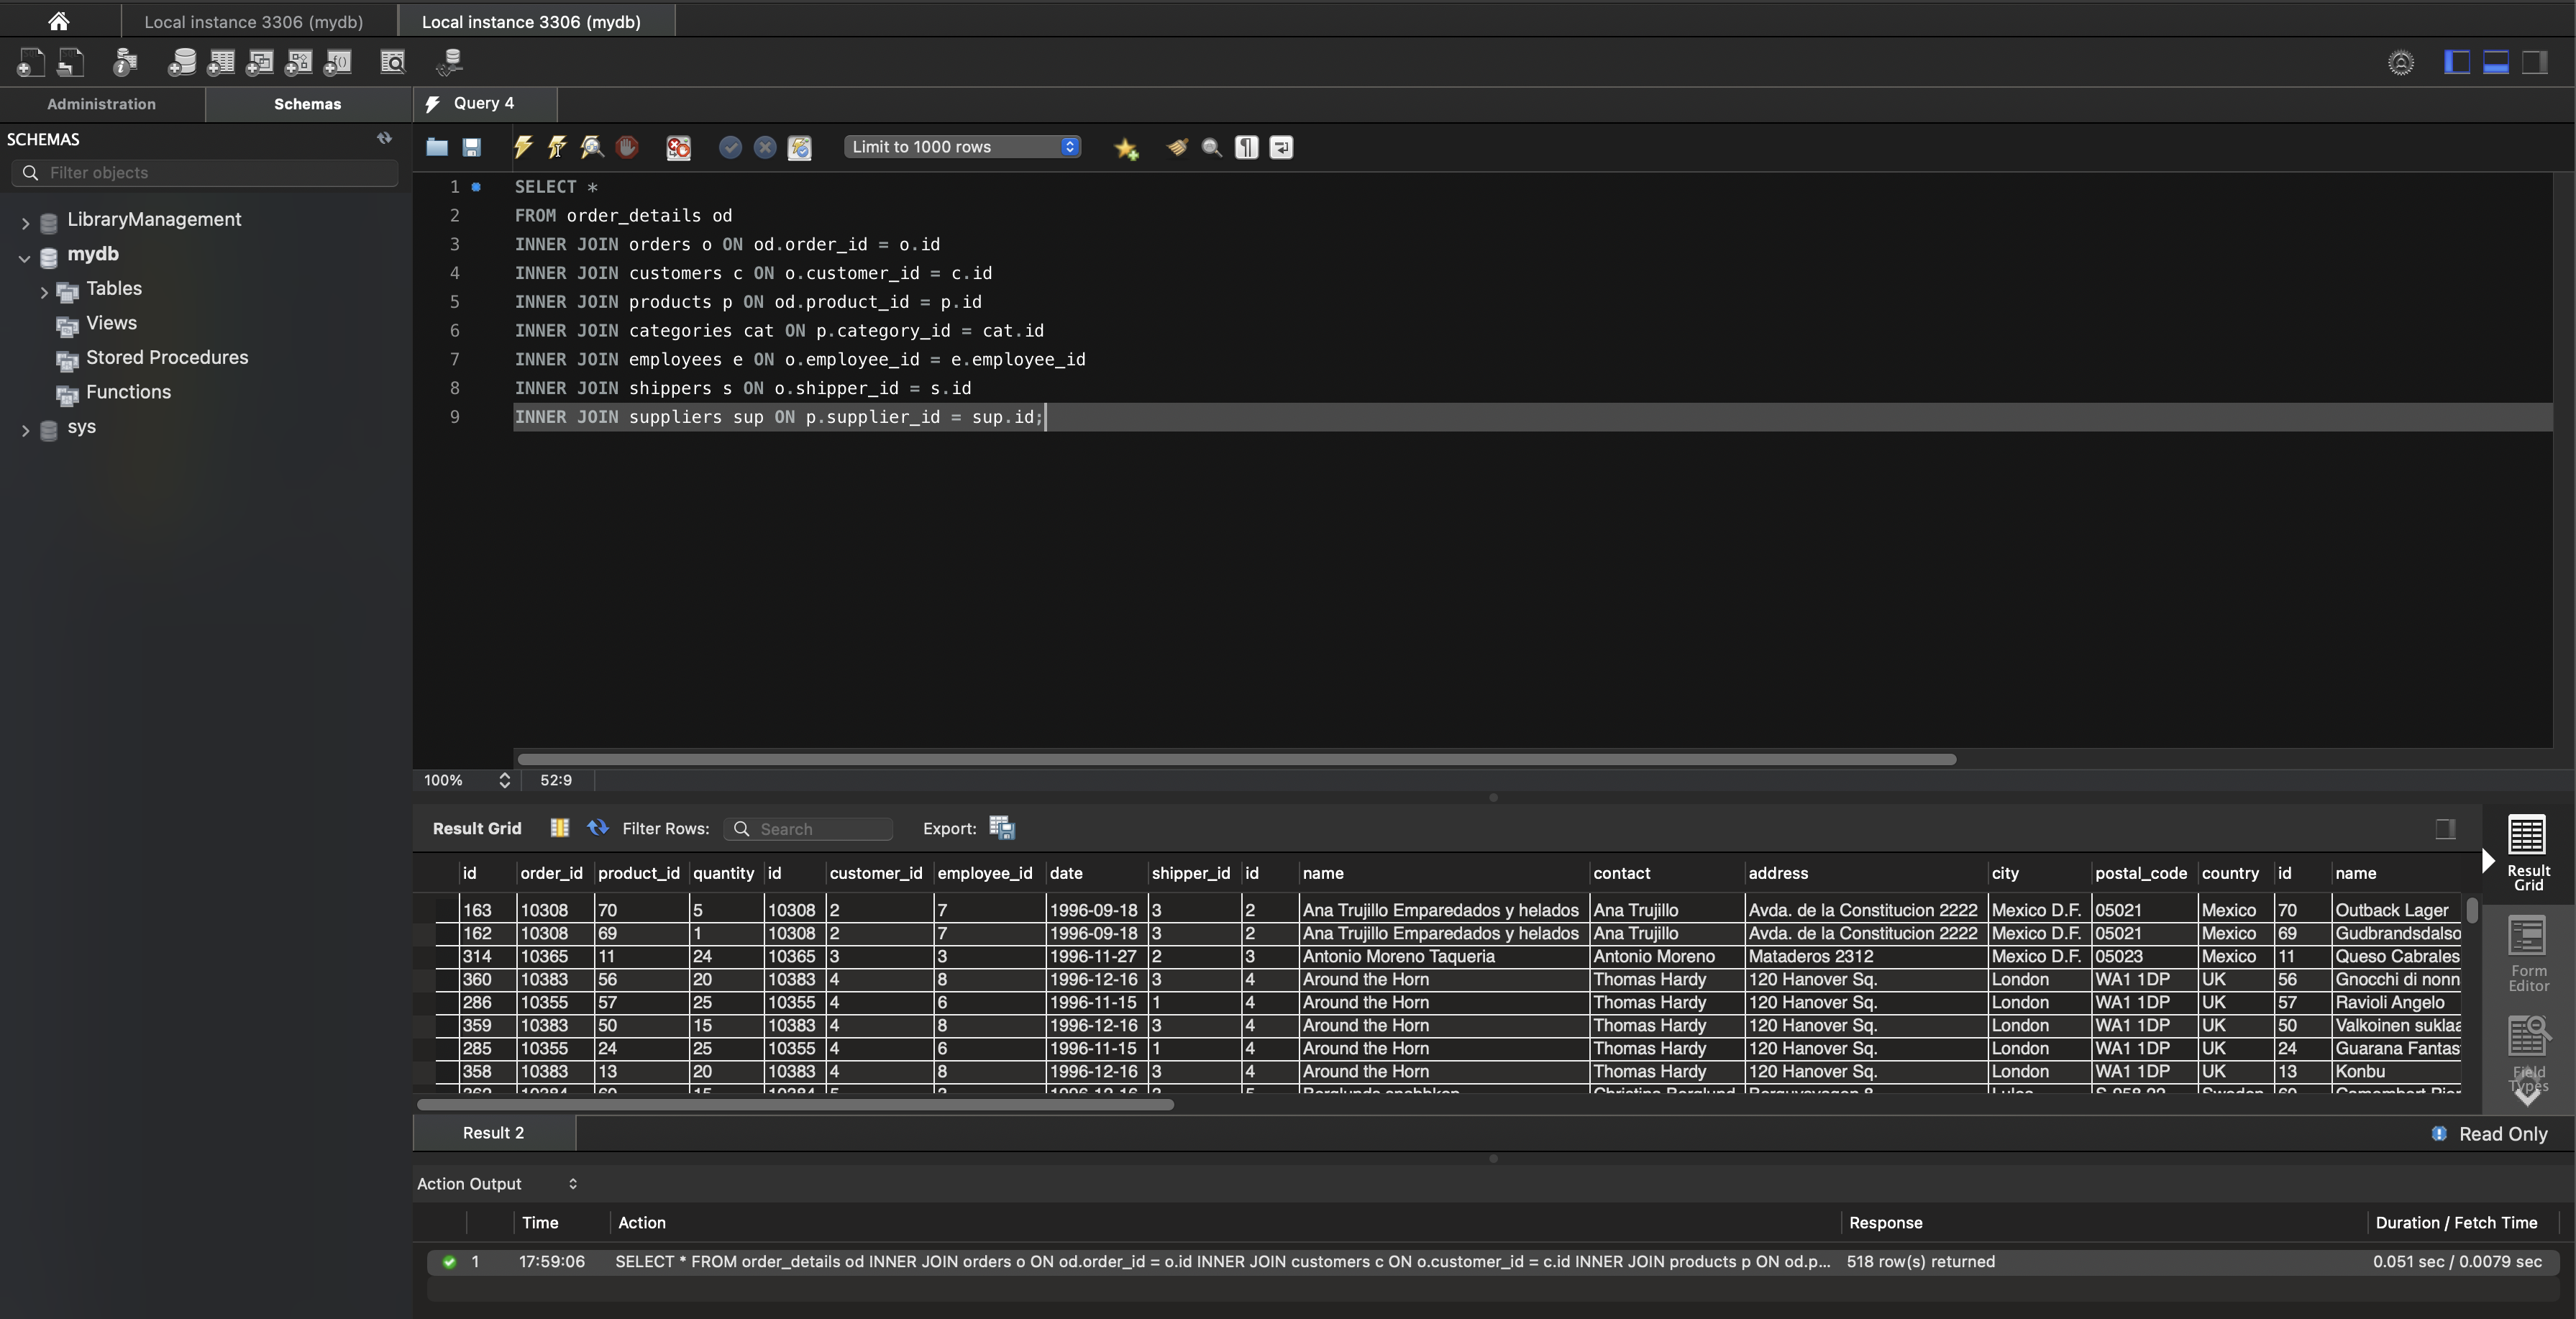 Local instance 3306 (mydb)
Local instance 3306 (mydb)
Administration
Schemas
Query 4
SCHEMAS
Filter objects
LibraryManagement
mydb
Tables
Views
Stored Procedures
Functions
sys
Limit to 1000 rows
1 SELECT *
2 FROM order_details od
3 INNER JOIN orders o ON od.order_id = o.id
4 INNER JOIN customers c ON o.customer_id = c.id
5 INNER JOIN products p ON od.product_id = p.id
6 INNER JOIN categories cat ON p.category_id = cat.id
7 INNER JOIN employees e ON o.employee_id = e.employee_id
8 INNER JOIN shippers s ON o.shipper_id = s.id
9 INNER JOIN suppliers sup ON p.supplier_id = sup.id;
100% 52:9
Result Grid Filter Rows: Search Export:
id order_id product_id quantity id customer_id employee_id date shipper_id id name contact address city postal_code country id name
163 10308 70 5 10308 2 7 1996-09-18 3 2 Ana Trujillo Emparedados y helados Ana Trujillo Avda. de la Constitucion 2222 Mexico D.F. 05021 Mexico 70 Outback Lager
162 10308 69 1 10308 2 7 1996-09-18 3 2 Ana Trujillo Emparedados y helados Ana Trujillo Avda. de la Constitucion 2222 Mexico D.F. 05021 Mexico 69 Gudbrandsdalso
314 10365 11 24 10365 3 3 1996-11-27 2 3 Antonio Moreno Taqueria Antonio Moreno Mataderos 2312 Mexico D.F. 05023 Mexico 11 Queso Cabrales
360 10383 56 20 10383 4 8 1996-12-16 3 4 Around the Horn Thomas Hardy 120 Hanover Sq. London WA1 1DP UK 56 Gnocchi di nonn
286 10355 57 25 10355 4 6 1996-11-15 1 4 Around the Horn Thomas Hardy 120 Hanover Sq. London WA1 1DP UK 57 Ravioli Angelo
359 10383 50 15 10383 4 8 1996-12-16 3 4 Around the Horn Thomas Hardy 120 Hanover Sq. London WA1 1DP UK 50 Valkoinen suklaa
285 10355 24 25 10355 4 6 1996-11-15 1 4 Around the Horn Thomas Hardy 120 Hanover Sq. London WA1 1DP UK 24 Guarana Fantas
358 10383 13 20 10383 4 8 1996-12-16 3 4 Around the Horn Thomas Hardy 120 Hanover Sq. London WA1 1DP UK 13 Konbu
Result
Grid
Form
Editor
Field
Types
Result 2
Read Only
Action Output
Time Action Response Duration / Fetch Time
1 17:59:06 SELECT * FROM order_details od INNER JOIN orders o ON od.order_id = o.id INNER JOIN customers c ON o.customer_id = c.id INNER JOIN products p ON od.p... 518 row(s) returned 0.051 sec / 0.0079 sec